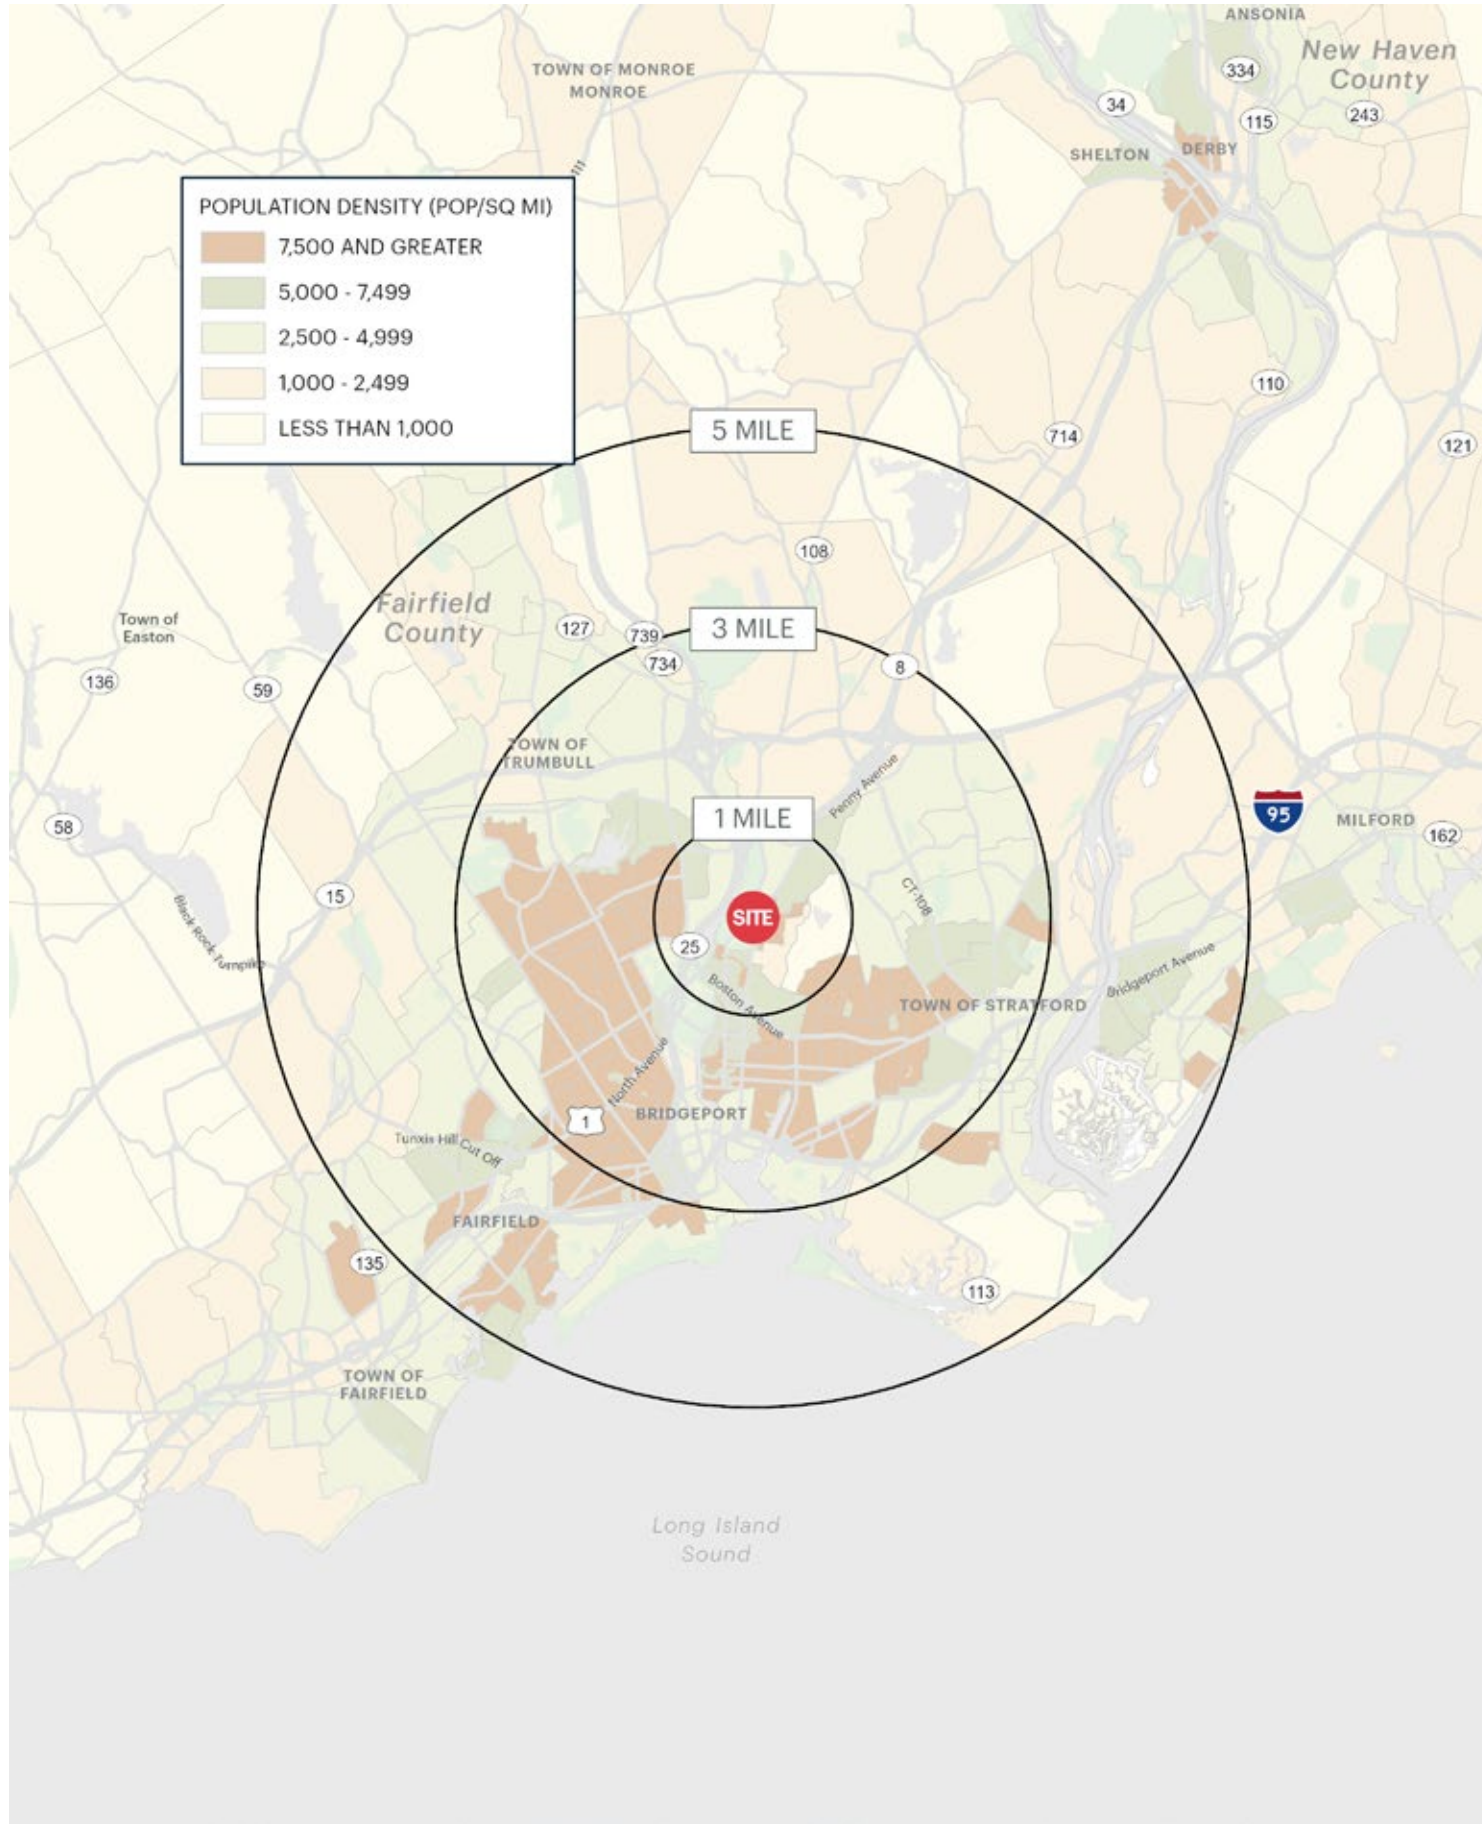 ANSONIA
New Haven
County
334
TOWN OF MONROE
MONROE
34
115
243
SHELTON
DERBY
111
POPULATION DENSITY (POP/SQ MI)
7,500 AND GREATER
5,000 - 7,499
2,500 - 4,999
1,000 - 2,499
LESS THAN 1,000
110
5 MILE
714
121
108
Fairfield
County
Town of
Easton
127
739
3 MILE
734
8
136
59
TOWN OF
TRUMBULL
Penny Avenue
1 MILE
95
MILFORD
162
58
15
CT-108
SITE
25
Black Rock Turnpike
Boston Avenue
Bridgeport Avenue
TOWN OF STRATFORD
North Avenue
1
BRIDGEPORT
Tunxis Hill Cut Off
FAIRFIELD
135
113
TOWN OF
FAIRFIELD
Long Island
Sound